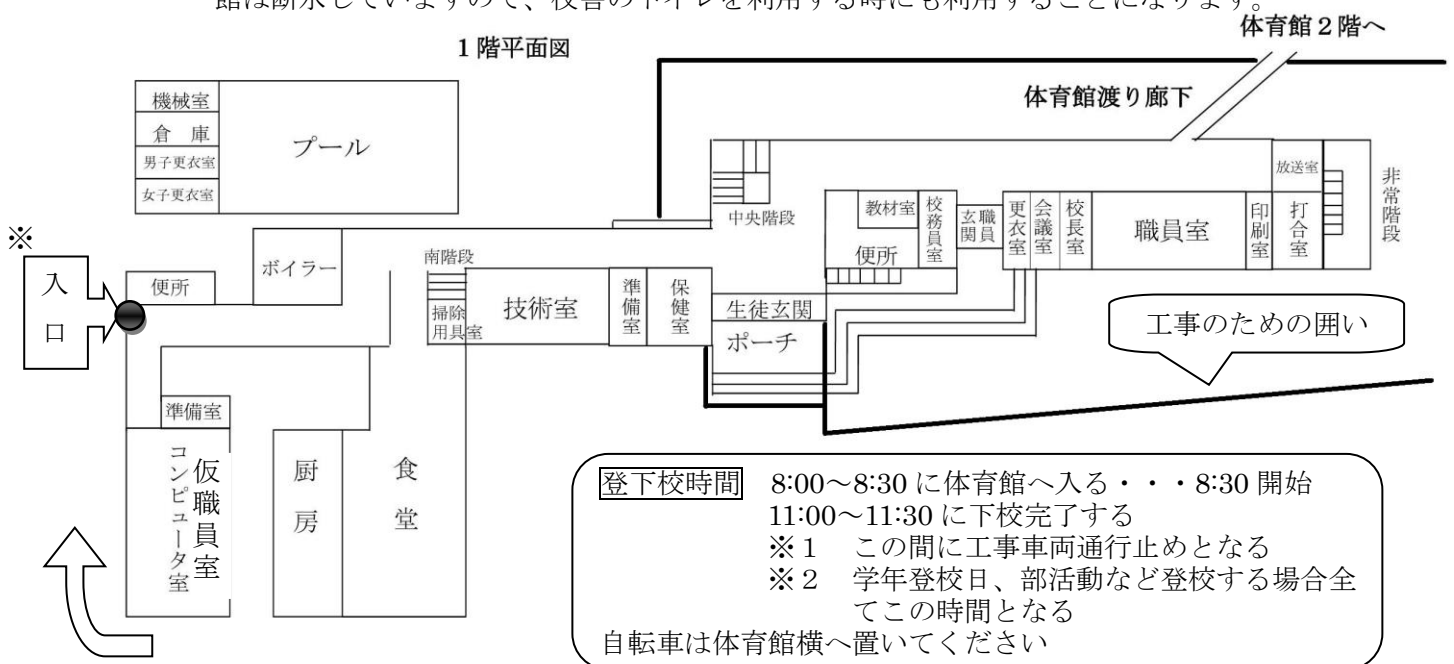 館は断水していますので、校舎のトイレを利用する時にも利用することになります。
1階平面図
体育館2階へ
体育館渡り廊下
機械室
倉 庫
男子更衣室
女子更衣室
プール
中央階段
教材室
校務員室
便所
職員玄関
更衣室
会議室
校長室
職員室
印刷室
放送室
打合室
非常階段
※
入口
便所
ボイラー
南階段
掃除用具室
技術室
準備室
保健室
生徒玄関
ポーチ
工事のための囲い
準備室
コンピュータ室
仮職員室
厨房
食堂
登下校時間 8:00～8:30に体育館へ入る・・・8:30開始
11:00～11:30に下校完了する
※1 この間に工事車両通行止めとなる
※2 学年登校日、部活動など登校する場合全
てこの時間となる
自転車は体育館横へ置いてください